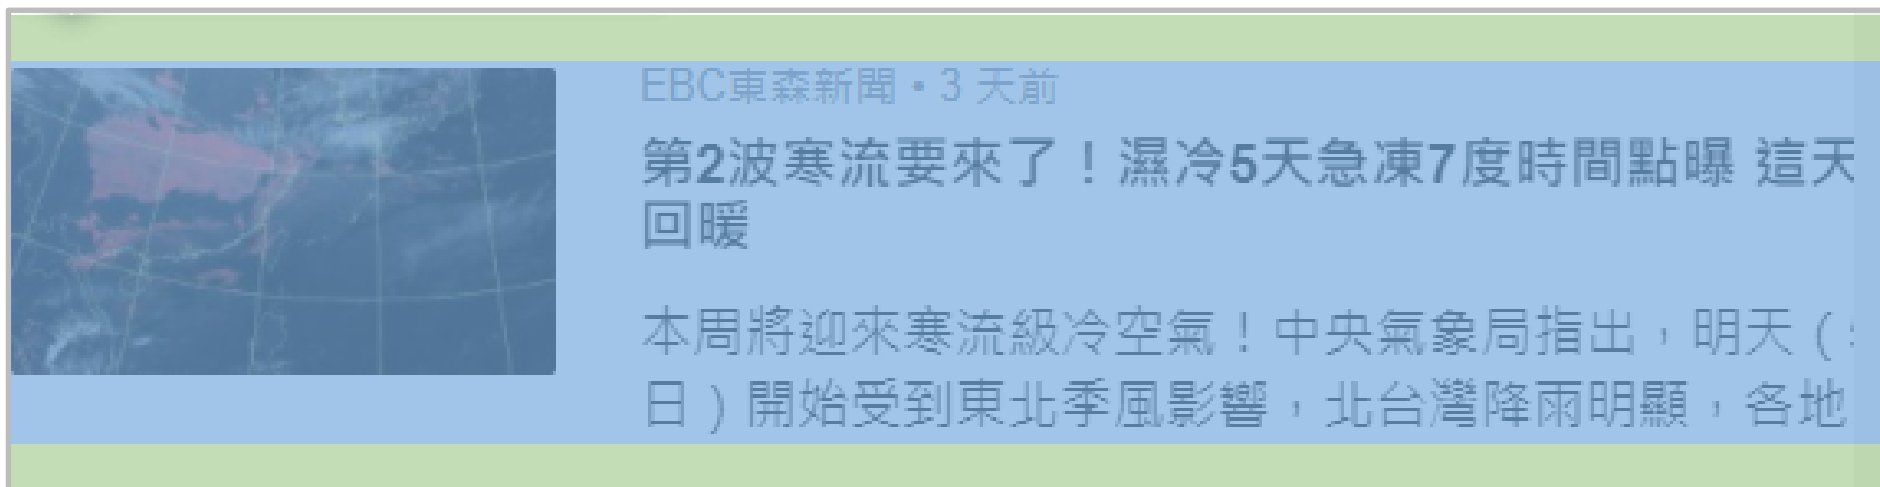 EBC東森新聞 • 3 天前
第2波寒流要來了！濕冷5天急凍7度時間點曝 這天
回暖
本周將迎來寒流級冷空氣！中央氣象局指出，明天（
日）開始受到東北季風影響，北台灣降雨明顯，各地